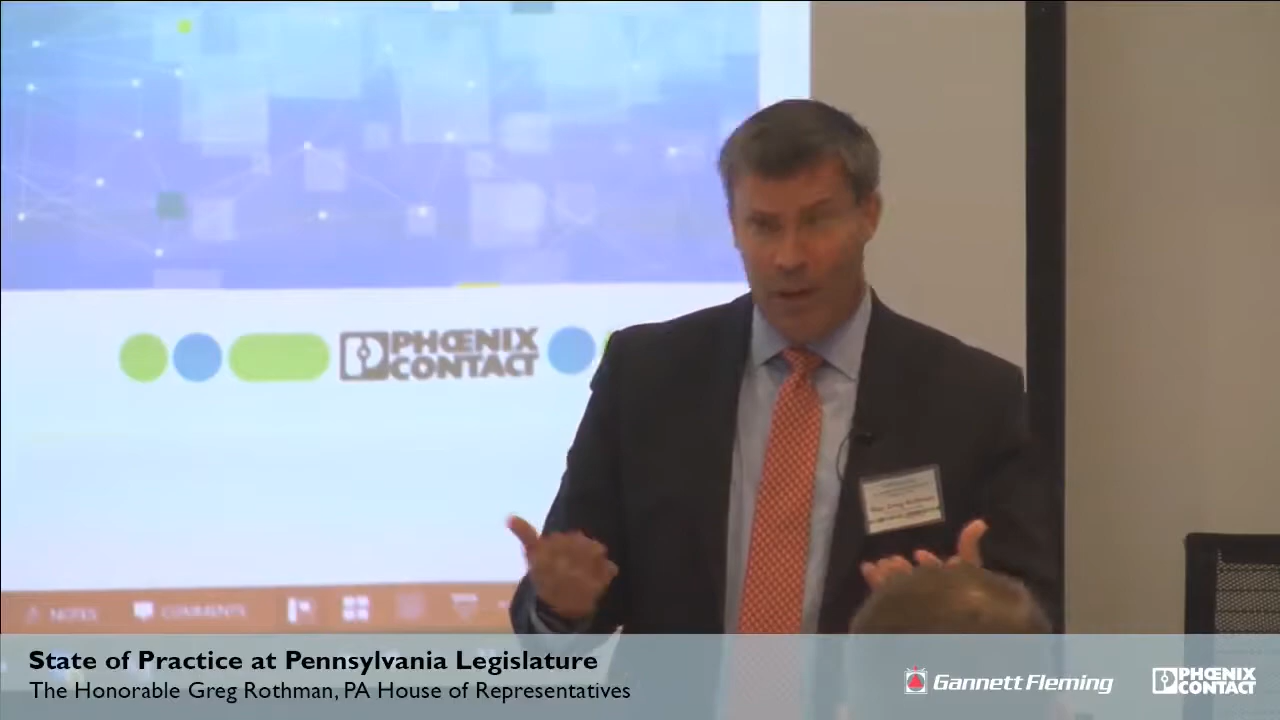 PHŒNIX
CONTACT
NOTES
COMMENTS
State of Practice at Pennsylvania Legislature
The Honorable Greg Rothman, PA House of Representatives
Gannett Fleming
PHŒNIX
CONTACT